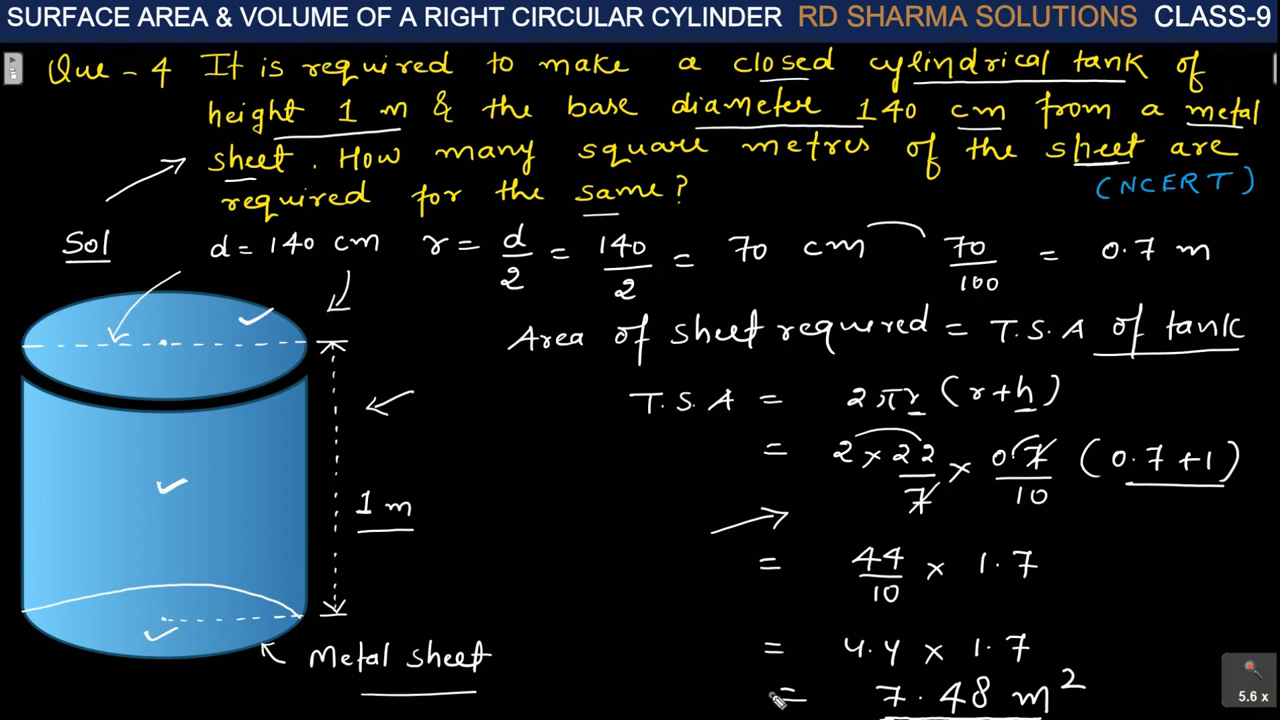 SURFACE AREA & VOLUME OF A RIGHT CIRCULAR CYLINDER RD SHARMA SOLUTIONS CLASS-9
Que - 4 It is required to make a closed cylindrical tank of
height 1 m & the base diameter 140 cm from a metal
sheet. How many square metres of the sheet are
required for the same?
(NCERT)
Sol d = 140 cm r = d/2 = 140/2 = 70 cm 70/100 = 0.7 m
Area of sheet required = T.S.A of tank
T.S.A = 2πr (r+h)
= 2 × 22/7 × 07/10 (0.7+1)
1 m
= 44/10 × 1.7
= 4.4 × 1.7
Metal sheet
= 7.48 m²
5.6 x